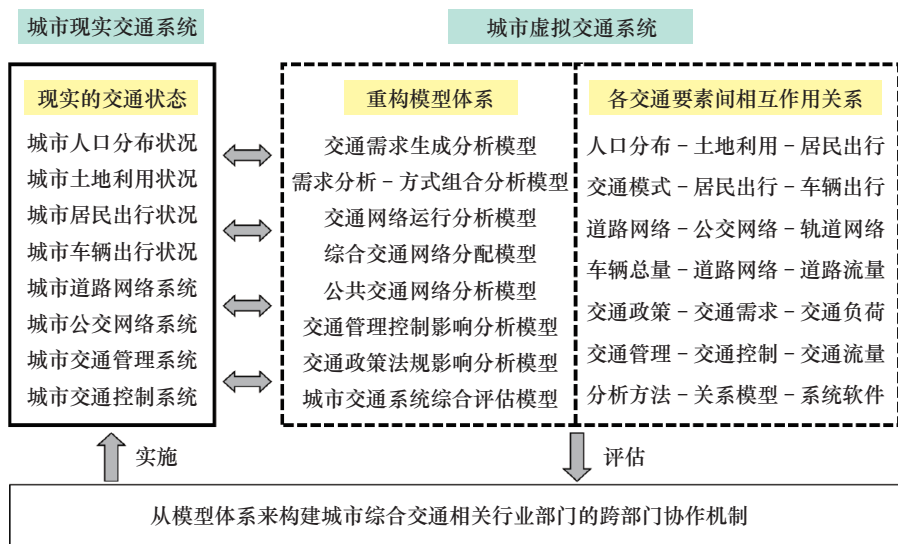 城市现实交通系统
城市虚拟交通系统
现实的交通状态
城市人口分布状况
城市土地利用状况
城市居民出行状况
城市车辆出行状况
城市道路网络系统
城市公交网络系统
城市交通管理系统
城市交通控制系统
重构模型体系
交通需求生成分析模型
需求分析－方式组合分析模型
交通网络运行分析模型
综合交通网络分配模型
公共交通网络分析模型
交通管理控制影响分析模型
交通政策法规影响分析模型
城市交通系统综合评估模型
各交通要素间相互作用关系
人口分布－土地利用－居民出行
交通模式－居民出行－车辆出行
道路网络－公交网络－轨道网络
车辆总量－道路网络－道路流量
交通政策－交通需求－交通负荷
交通管理－交通控制－交通流量
分析方法－关系模型－系统软件
实施
评估
从模型体系来构建城市综合交通相关行业部门的跨部门协作机制